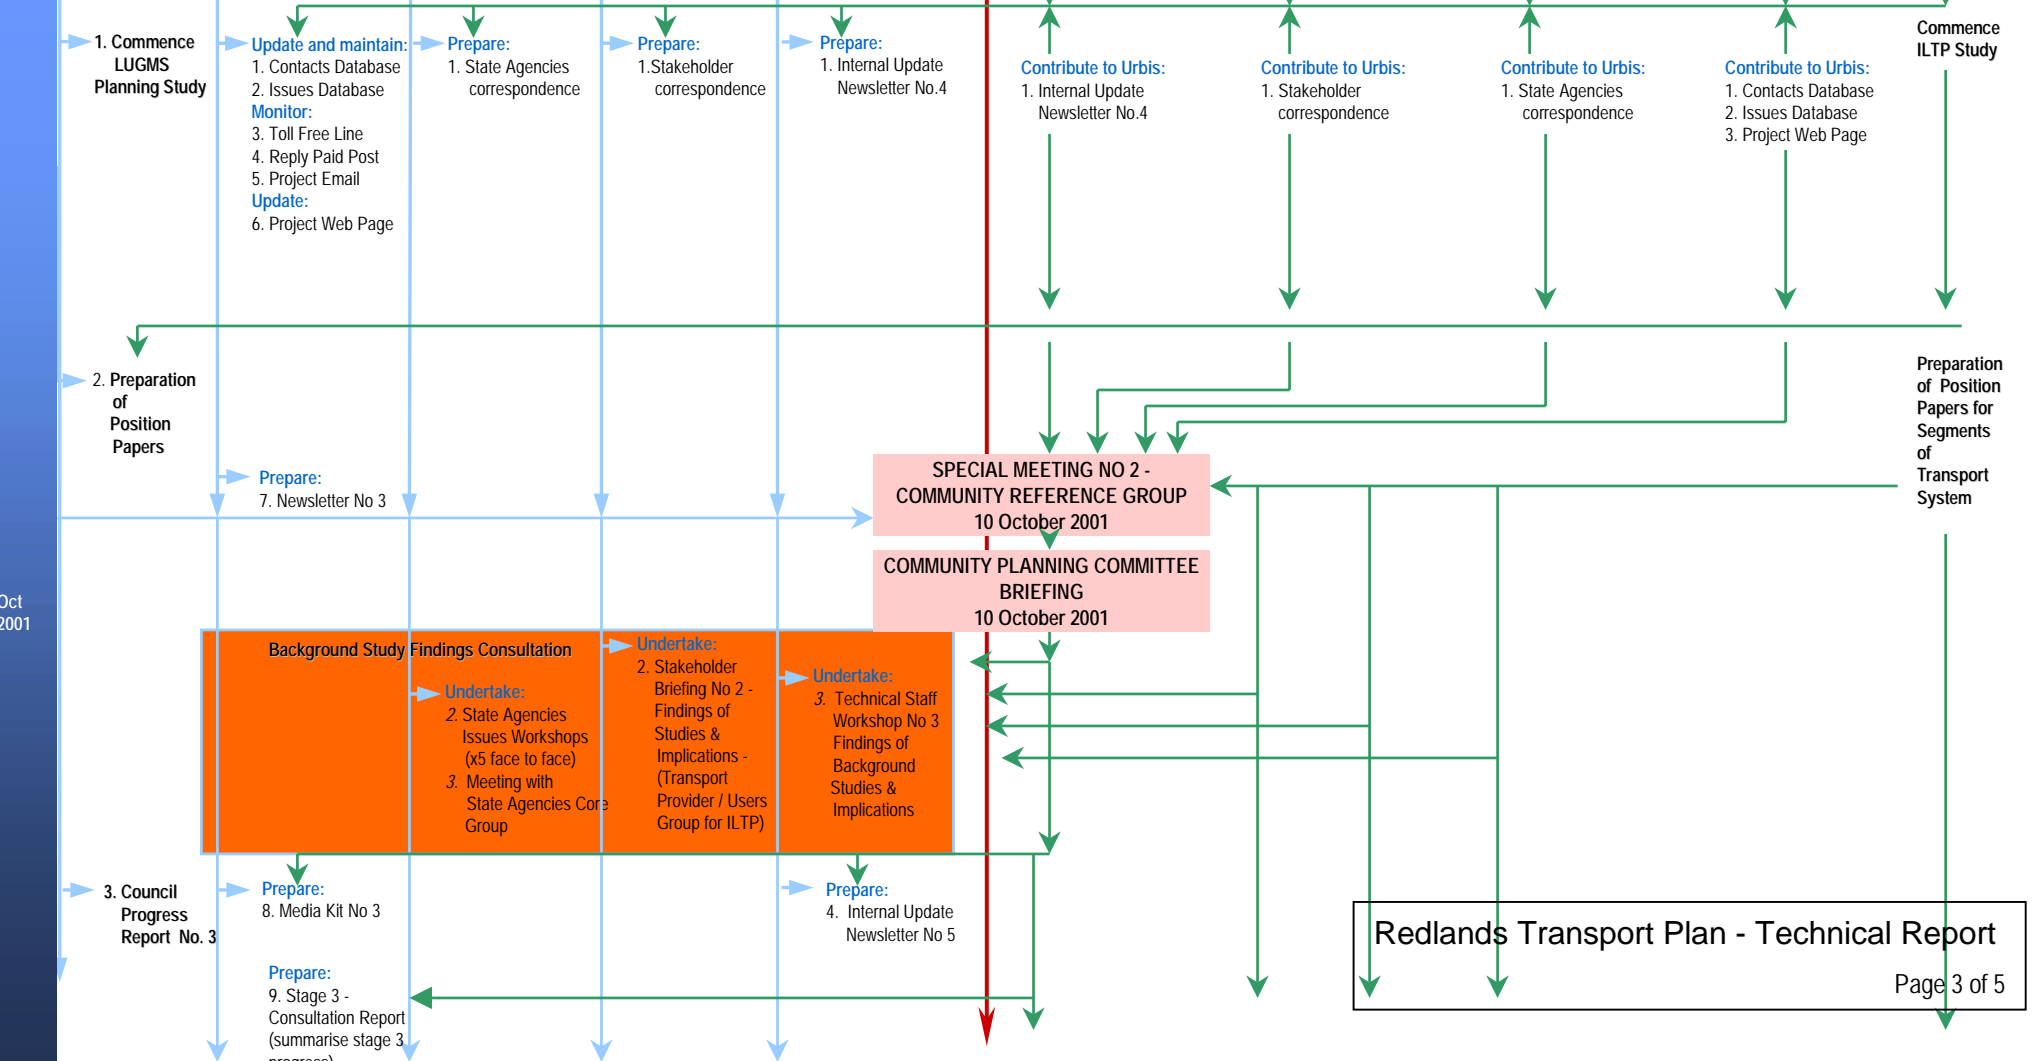 1. Commence
LUGMS
Planning Study
Update and maintain:
1. Contacts Database
2. Issues Database
Monitor:
3. Toll Free Line
4. Reply Paid Post
5. Project Email
Update:
6. Project Web Page
Prepare:
1. State Agencies
correspondence
Prepare:
1.Stakeholder
correspondence
Prepare:
1. Internal Update
Newsletter No.4
Contribute to Urbis:
1. Internal Update
Newsletter No.4
Contribute to Urbis:
1. Stakeholder
correspondence
Contribute to Urbis:
1. State Agencies
correspondence
Contribute to Urbis:
1. Contacts Database
2. Issues Database
3. Project Web Page
Commence
ILTP Study
2. Preparation
of
Position
Papers
Preparation
of Position
Papers for
Segments
of
Transport
System
Prepare:
7. Newsletter No 3
SPECIAL MEETING NO 2 -
COMMUNITY REFERENCE GROUP
10 October 2001
COMMUNITY PLANNING COMMITTEE
BRIEFING
10 October 2001
Oct
2001
Background Study Findings Consultation
Undertake:
2. State Agencies
Issues Workshops
(x5 face to face)
3. Meeting with
State Agencies Core
Group
Undertake:
2. Stakeholder
Briefing No 2 -
Findings of
Studies &
Implications -
(Transport
Provider / Users
Group for ILTP)
Undertake:
3. Technical Staff
Workshop No 3
Findings of
Background
Studies &
Implications
3. Council
Progress
Report No. 3
Prepare:
8. Media Kit No 3
Prepare:
4. Internal Update
Newsletter No 5
Prepare:
9. Stage 3 -
Consultation Report
(summarise stage 3
progress)
Redlands Transport Plan - Technical Report
Page 3 of 5